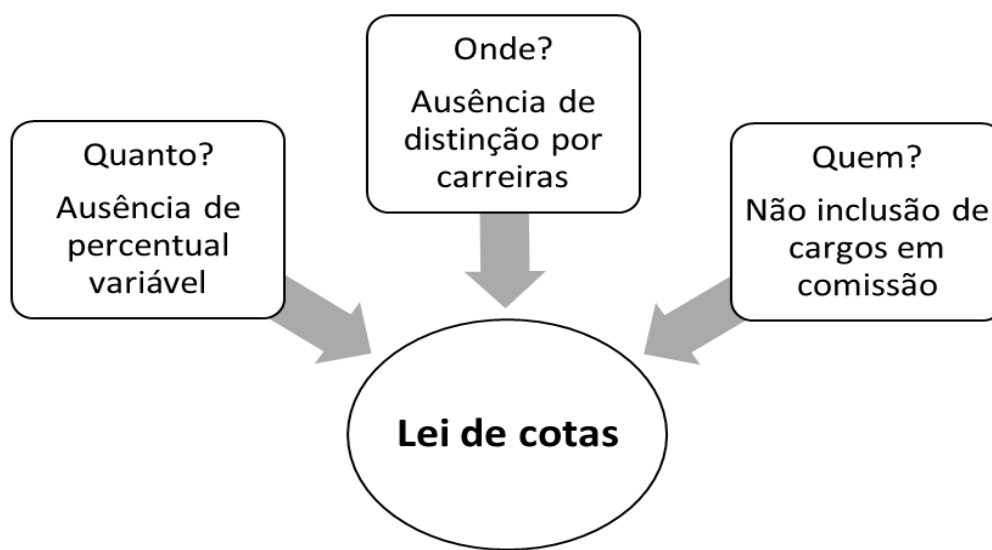 Quanto?
Ausência de
percentual
variável
Onde?
Ausência de
distinção por
carreiras
Quem?
Não inclusão de
cargos em
comissão
Lei de cotas